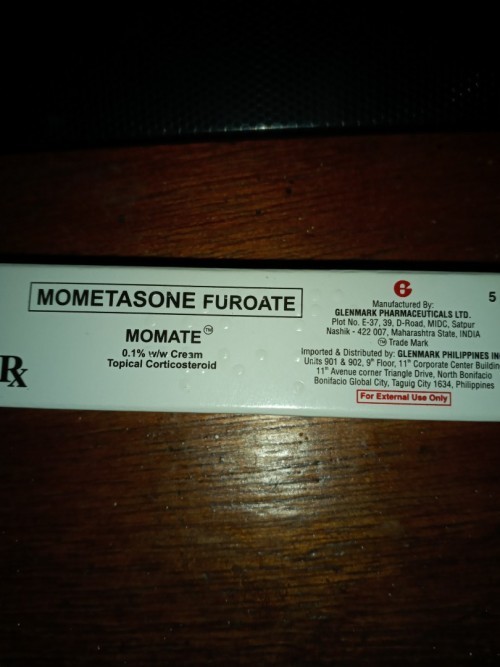 MOMETASONE FUROATE
MOMATE™
0.1% w/w Cream
Topical Corticosteroid
Rx
G
Manufactured By:
GLENMARK PHARMACEUTICALS LTD.
Plot No. E-37, 39, D-Road, MIDC, Satpur
Nashik - 422 007, Maharashtra State, INDIA
™ Trade Mark
Imported & Distributed by: GLENMARK PHILIPPINES IN
Units 901 & 902, 9th Floor, 11th Corporate Center Buildin
11th Avenue corner Triangle Drive, North Bonifacio
Bonifacio Global City, Taguig City 1634, Philippines
For External Use Only
5